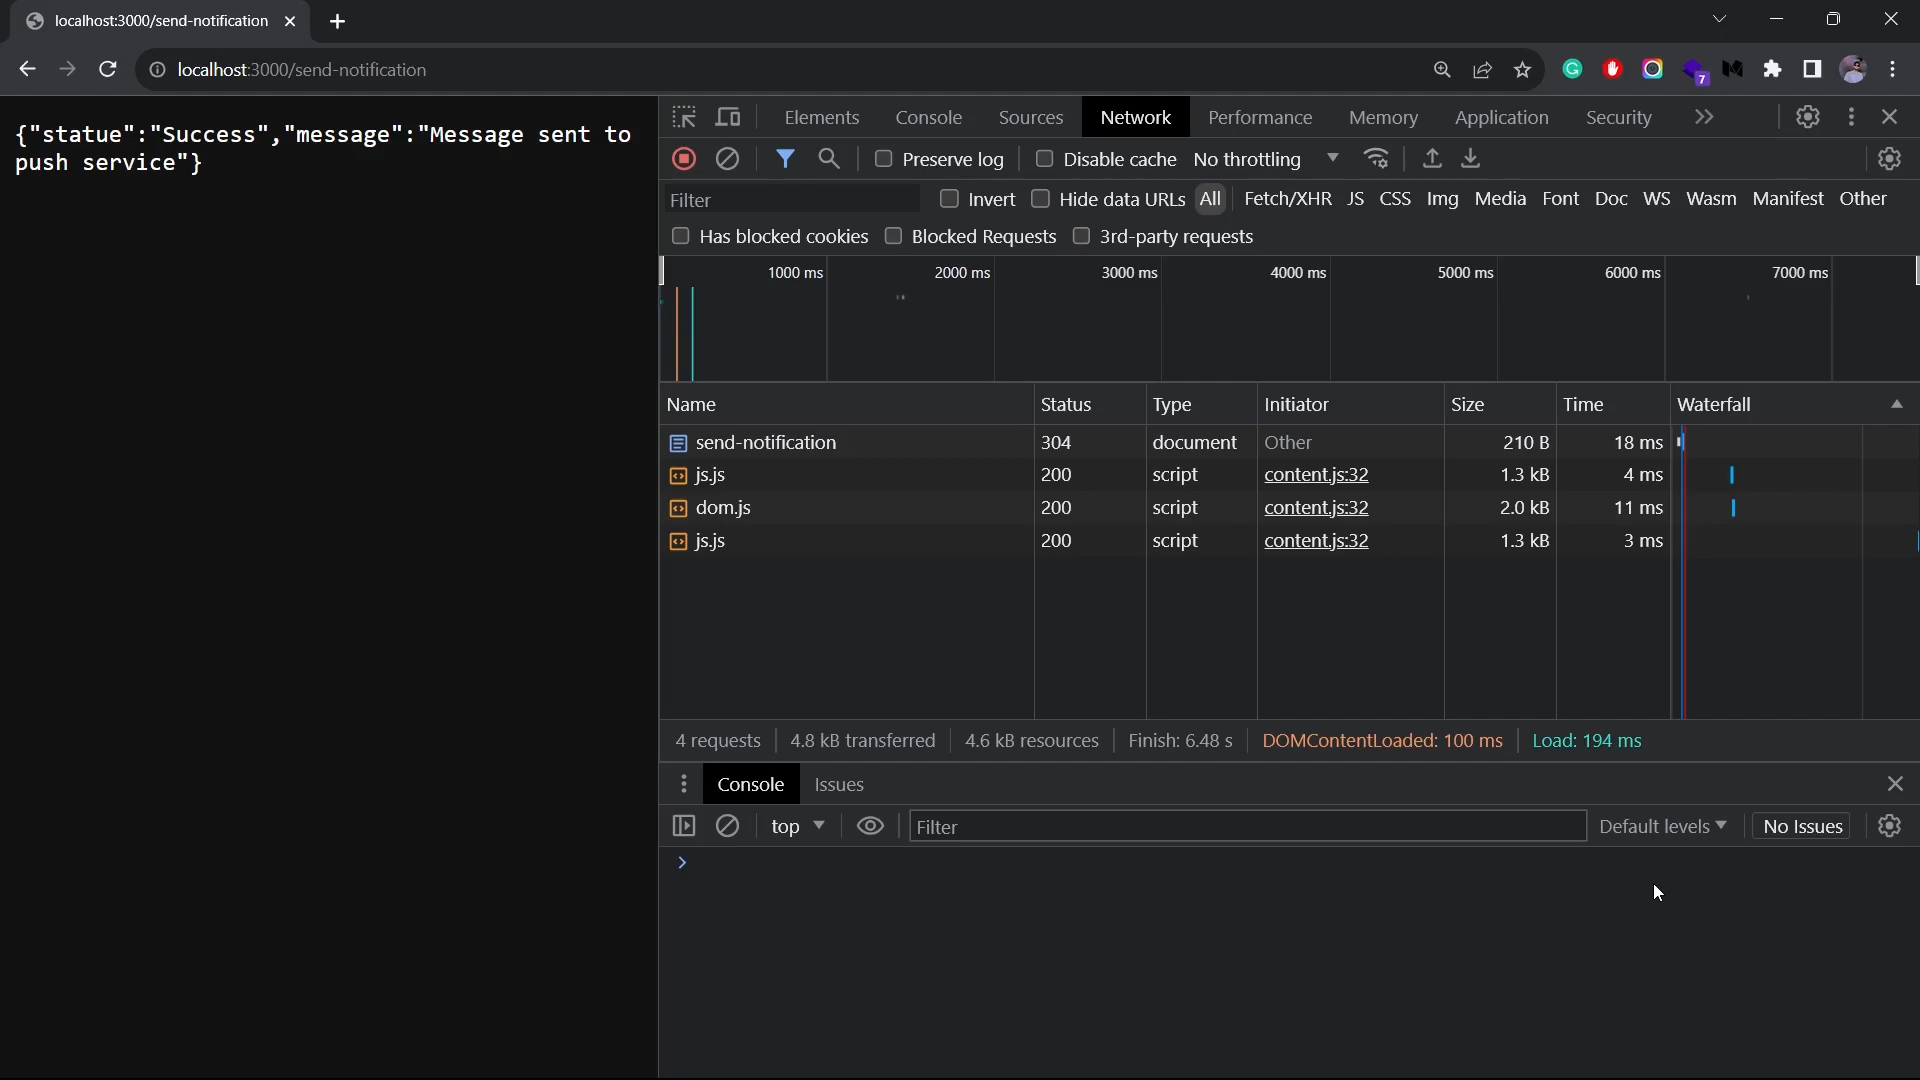 localhost:3000/send-notification
localhost:3000/send-notification
7
{"statue":"Success","message":"Message sent to
push service"}
Elements Console Sources Network Performance Memory Application Security
Preserve log Disable cache No throttling
Filter Invert Hide data URLs All Fetch/XHR JS CSS Img Media Font Doc WS Wasm Manifest Other
Has blocked cookies Blocked Requests 3rd-party requests
1000 ms 2000 ms 3000 ms 4000 ms 5000 ms 6000 ms 7000 ms
Name Status Type Initiator Size Time Waterfall
send-notification 304 document Other 210 B 18 ms
js.js 200 script content.js:32 1.3 kB 4 ms
dom.js 200 script content.js:32 2.0 kB 11 ms
js.js 200 script content.js:32 1.3 kB 3 ms
4 requests 4.8 kB transferred 4.6 kB resources Finish: 6.48 s DOMContentLoaded: 100 ms Load: 194 ms
Console Issues
top Filter Default levels No Issues